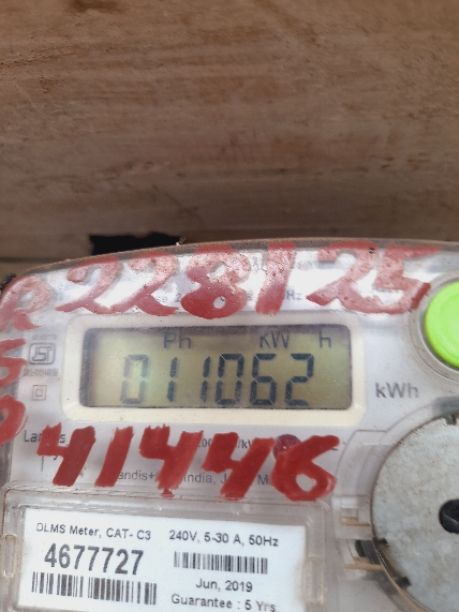 R 228125
Ph KW h
011062
kWh
41446
DLMS Meter, CAT- C3 240V, 5-30 A, 50Hz
4677727
Jun, 2019
Guarantee : 5 Yrs